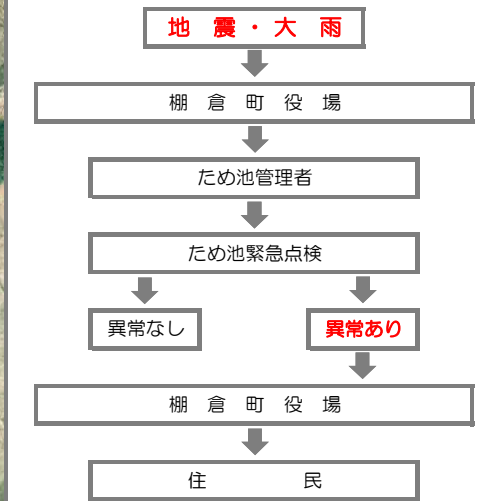 地　震・大　雨
棚　倉　町　役　場
ため池管理者
ため池緊急点検
異常なし　異常あり
棚　倉　町　役　場
住　　　　　民